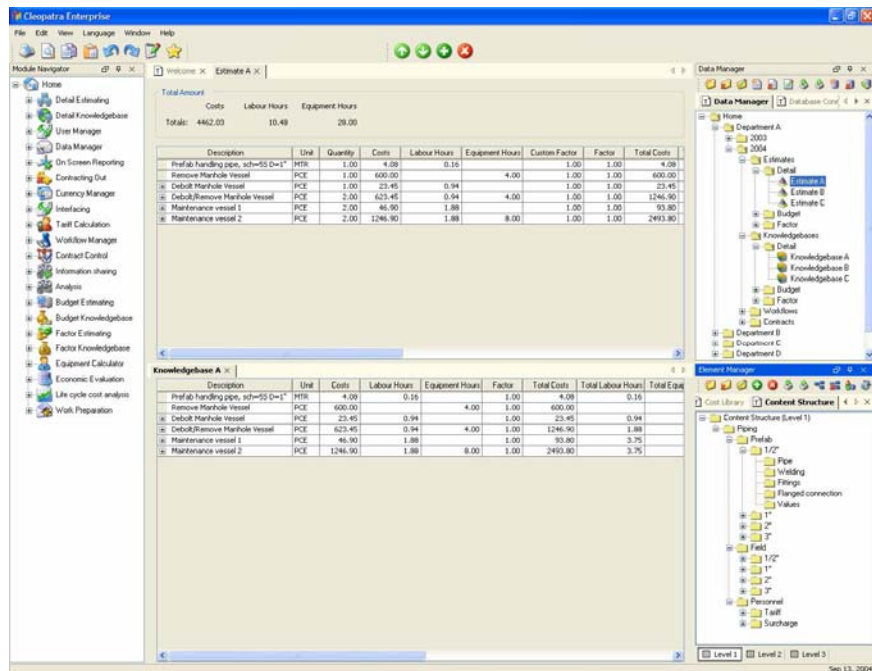 Cleopatra Enterprise
File Edit View Language Window Help
Module Navigator
Home
Detail Estimating
Detail Knowledgebase
User Manager
Data Manager
On Screen Reporting
Contracting Out
Currency Manager
Interfacing
Tariff Calculation
Workflow Manager
Contract Control
Information sharing
Analysis
Budget Estimating
Budget Knowledgebase
Factor Estimating
Factor Knowledgebase
Equipment Calculator
Economic Evaluation
Life cycle cost analysis
Work Preparation
Welcome Estimate A
Total Amount
Costs Labour Hours Equipment Hours
Totals: 4462.03 10.48 28.00
Description Unit Quantity Costs Labour Hours Equipment Hours Custom Factor Factor Total Costs
Prefab handling pipe, sch=5S D=1" MTR 1.00 4.08 0.16 1.00 1.00 4.08
Remove Manhole Vessel PCE 1.00 600.00 4.00 1.00 1.00 600.00
Debolt Manhole Vessel PCE 1.00 23.45 0.94 1.00 1.00 23.45
Debolt/Remove Manhole Vessel PCE 2.00 623.45 0.94 4.00 1.00 1.00 1246.90
Maintenance vessel 1 PCE 2.00 46.90 1.88 1.00 1.00 93.80
Maintenance vessel 2 PCE 2.00 1246.90 1.88 8.00 1.00 1.00 2493.80
Knowledgebase A
Description Unit Costs Labour Hours Equipment Hours Factor Total Costs Total Labour Hours Total Equip
Prefab handling pipe, sch=5S D=1" MTR 4.08 0.16 1.00 4.08 0.16
Remove Manhole Vessel PCE 600.00 4.00 1.00 600.00
Debolt Manhole Vessel PCE 23.45 0.94 1.00 23.45 0.94
Debolt/Remove Manhole Vessel PCE 623.45 0.94 4.00 1.00 1246.90 1.88
Maintenance vessel 1 PCE 46.90 1.88 1.00 93.80 3.75
Maintenance vessel 2 PCE 1246.90 1.88 8.00 1.00 2493.80 3.75
Data Manager
Data Manager Database Conv
Home
Department A
2003
2004
Estimates
Detail
Estimate A
Estimate B
Estimate C
Budget
Factor
Knowledgebases
Detail
Knowledgebase A
Knowledgebase B
Knowledgebase C
Budget
Factor
Workflows
Contracts
Department B
Department C
Department D
Element Manager
Cost Library Content Structure
Content Structure (Level 1)
Piping
Prefab
1/2"
Pipe
Welding
Fittings
Flanged connection
Values
1"
2"
3"
Field
1/2"
1"
2"
3"
Personnel
Tariff
Surcharge
Level 1 Level 2 Level 3
Sep 13, 2004